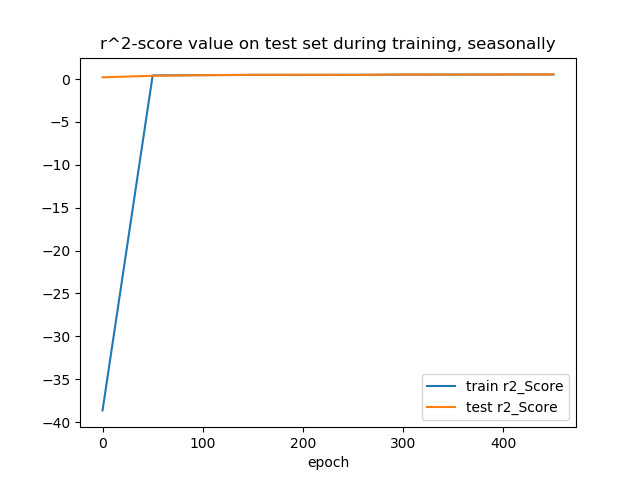 r^2-score value on test set during training, seasonally
0
−5
−10
−15
−20
−25
−30
−35
−40
train r2_Score
test r2_Score
0 100 200 300 400
epoch